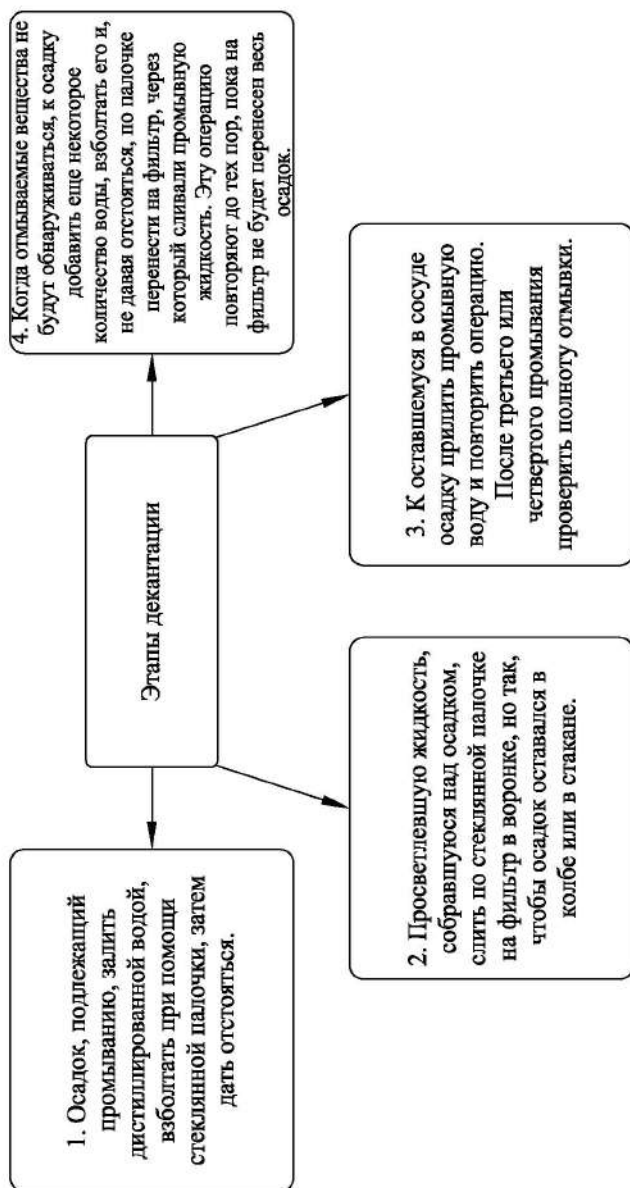 Этапы декантации
1. Осадок, подлежащий
промыванию, залить
дистиллированной водой,
взболтать при помощи
стеклянной палочки, затем
дать отстояться.
2. Просветлевшую жидкость,
собравшуюся над осадком,
слить по стеклянной палочке
на фильтр в воронке, но так,
чтобы осадок оставался в
колбе или в стакане.
3. К оставшемуся в сосуде
осадку прилить промывную
воду и повторить операцию.
После третьего или
четвертого промывания
проверить полноту отмывки.
4. Когда отмываемые вещества не
будут обнаруживаться, к осадку
добавить еще некоторое
количество воды, взболтать его и,
не давая отстояться, по палочке
перенести на фильтр, через
который сливали промывную
жидкость. Эту операцию
повторяют до тех пор, пока на
фильтр не будет перенесен весь
осадок.